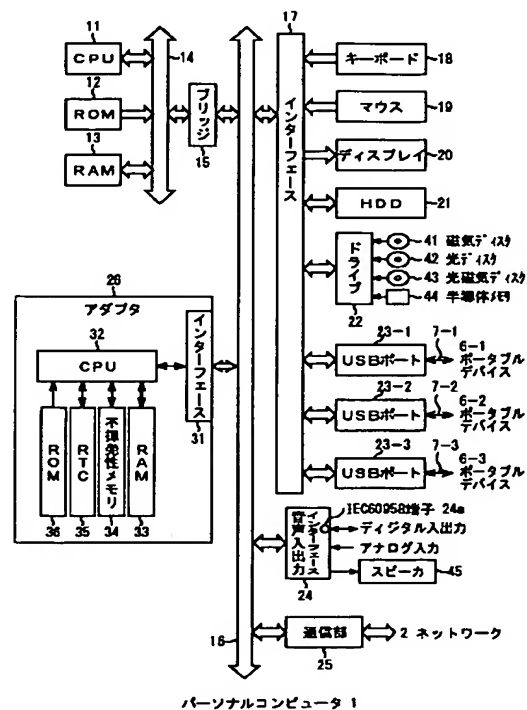 11
CPU
12
ROM
13
RAM
14
ブリッジ
15
17
インターフェース
キーボード
18
マウス
19
ディスプレイ
20
HDD
21
ドライブ
22
41 磁気ディスク
42 光ディスク
43 光磁気ディスク
44 半導体メモリ
26
アダプタ
32
CPU
インターフェース
31
ROM
36
RTC
35
不揮発性メモリ
34
RAM
33
23-1
USBポート
7-1
6-1
ポータブル
デバイス
23-2
USBポート
7-2
6-2
ポータブル
デバイス
23-3
USBポート
7-3
6-3
ポータブル
デバイス
音声入出力
インターフェース
24
IEC60958端子 24a
ディジタル入出力
アナログ入力
スピーカ
45
16
通信部
25
2 ネットワーク
パーソナルコンピュータ 1